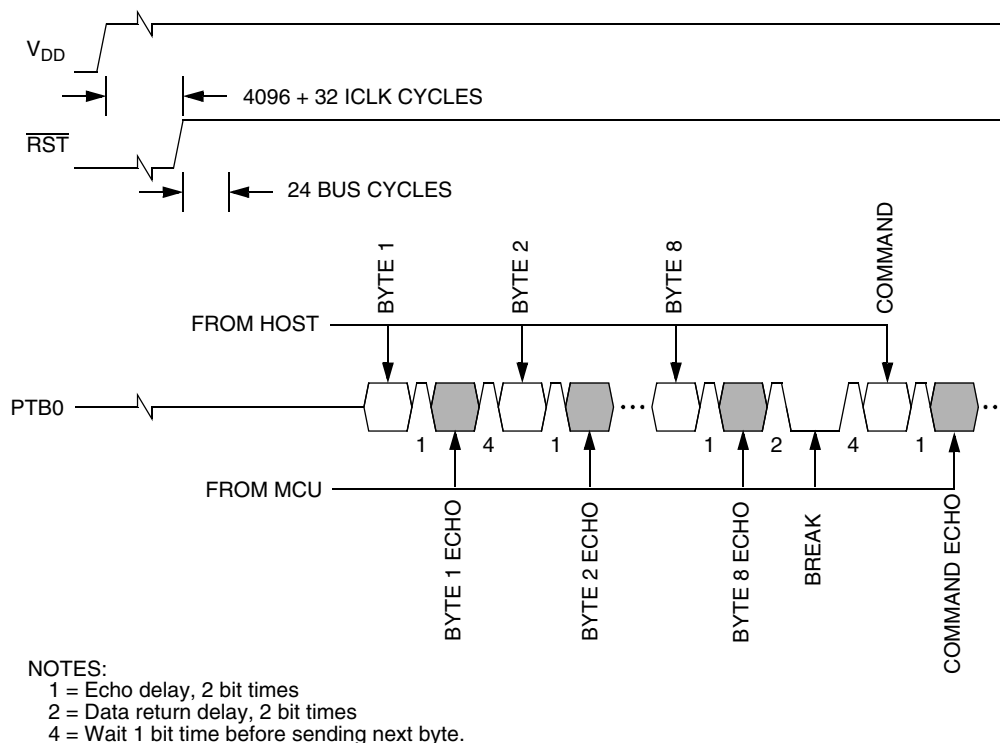 VDD
4096 + 32 ICLK CYCLES
RST
24 BUS CYCLES
BYTE 1
BYTE 2
BYTE 8
COMMAND
FROM HOST
PTB0
1
4
1
1
2
4
1
FROM MCU
BYTE 1 ECHO
BYTE 2 ECHO
BYTE 8 ECHO
BREAK
COMMAND ECHO
NOTES:
1 = Echo delay, 2 bit times
2 = Data return delay, 2 bit times
4 = Wait 1 bit time before sending next byte.